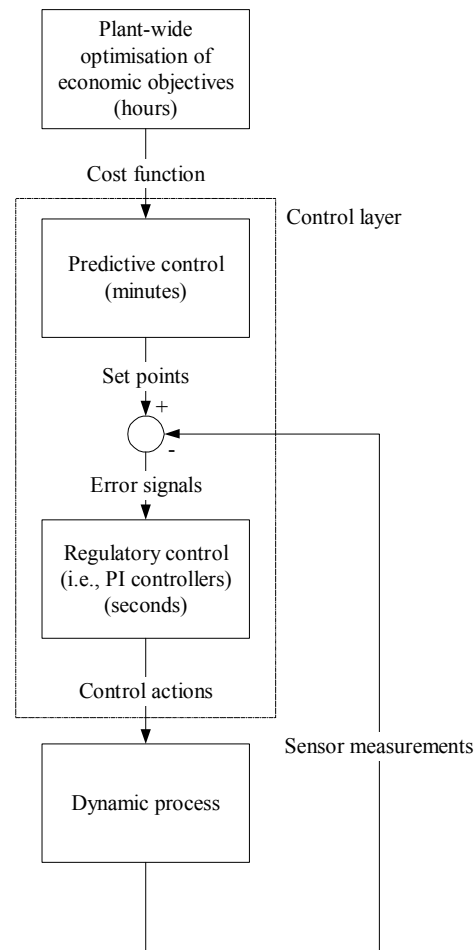 Plant-wide
optimisation of
economic objectives
(hours)
Cost function
Control layer
Predictive control
(minutes)
Set points
+
-
Error signals
Regulatory control
(i.e., PI controllers)
(seconds)
Control actions
Sensor measurements
Dynamic process